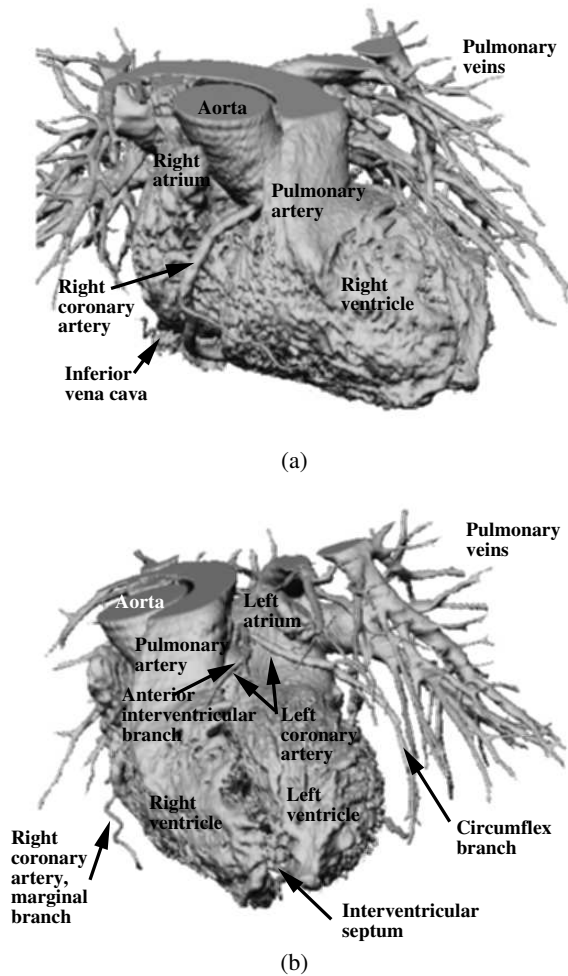 Pulmonary
veins
Aorta
Right
atrium
Pulmonary
artery
Right
coronary
artery
Right
ventricle
Inferior
vena cava
(a)
Pulmonary
veins
Aorta
Left
atrium
Pulmonary
artery
Anterior
interventricular
branch
Left
coronary
artery
Right
ventricle
Left
ventricle
Circumflex
branch
Right
coronary
artery,
marginal
branch
Interventricular
septum
(b)